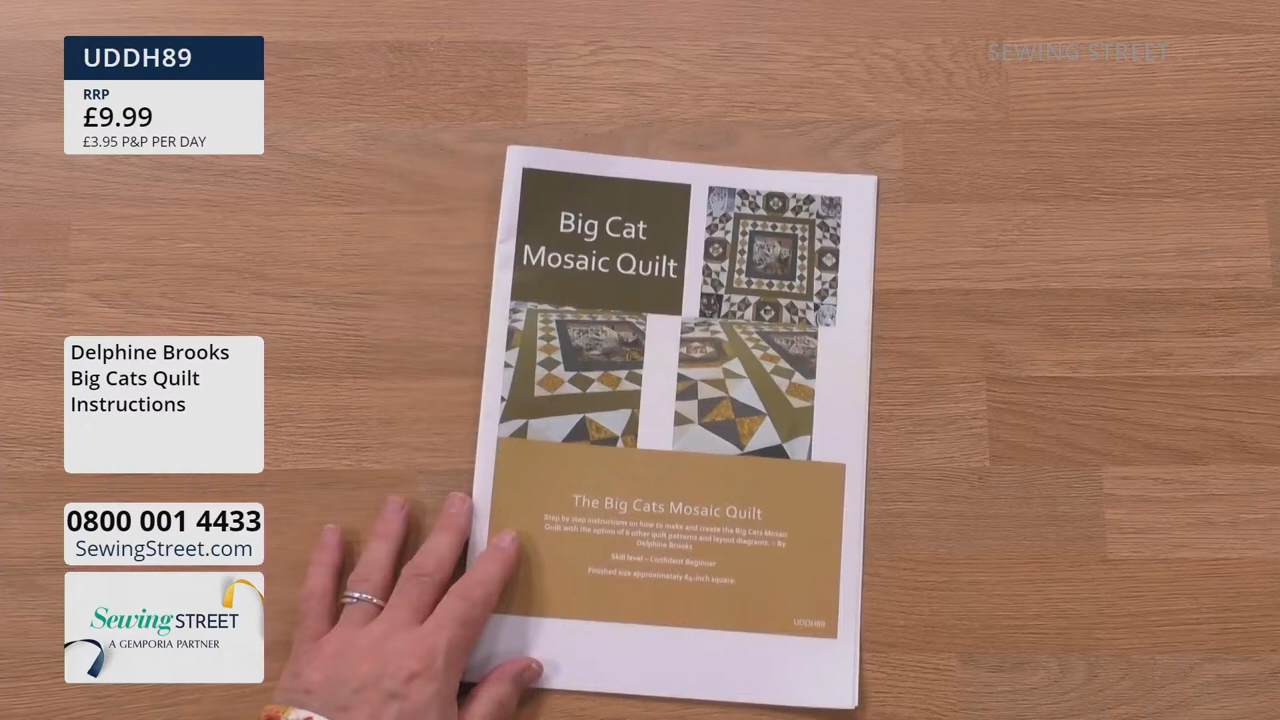 UDDH89
RRP
£9.99
£3.95 P&P PER DAY
SEWING STREET
Big Cat
Mosaic Quilt
Delphine Brooks
Big Cats Quilt
Instructions
The Big Cats Mosaic Quilt
Step by step instructions on how to make and create the Big Cats Mosaic
Quilt with the option of 6 other quilt patterns and layout diagrams. – By
Delphine Brooks
Skill level – Confident Beginner
Finished size approximately 64-inch square.
UDDH89
0800 001 4433
SewingStreet.com
Sewing STREET
A GEMPORIA PARTNER